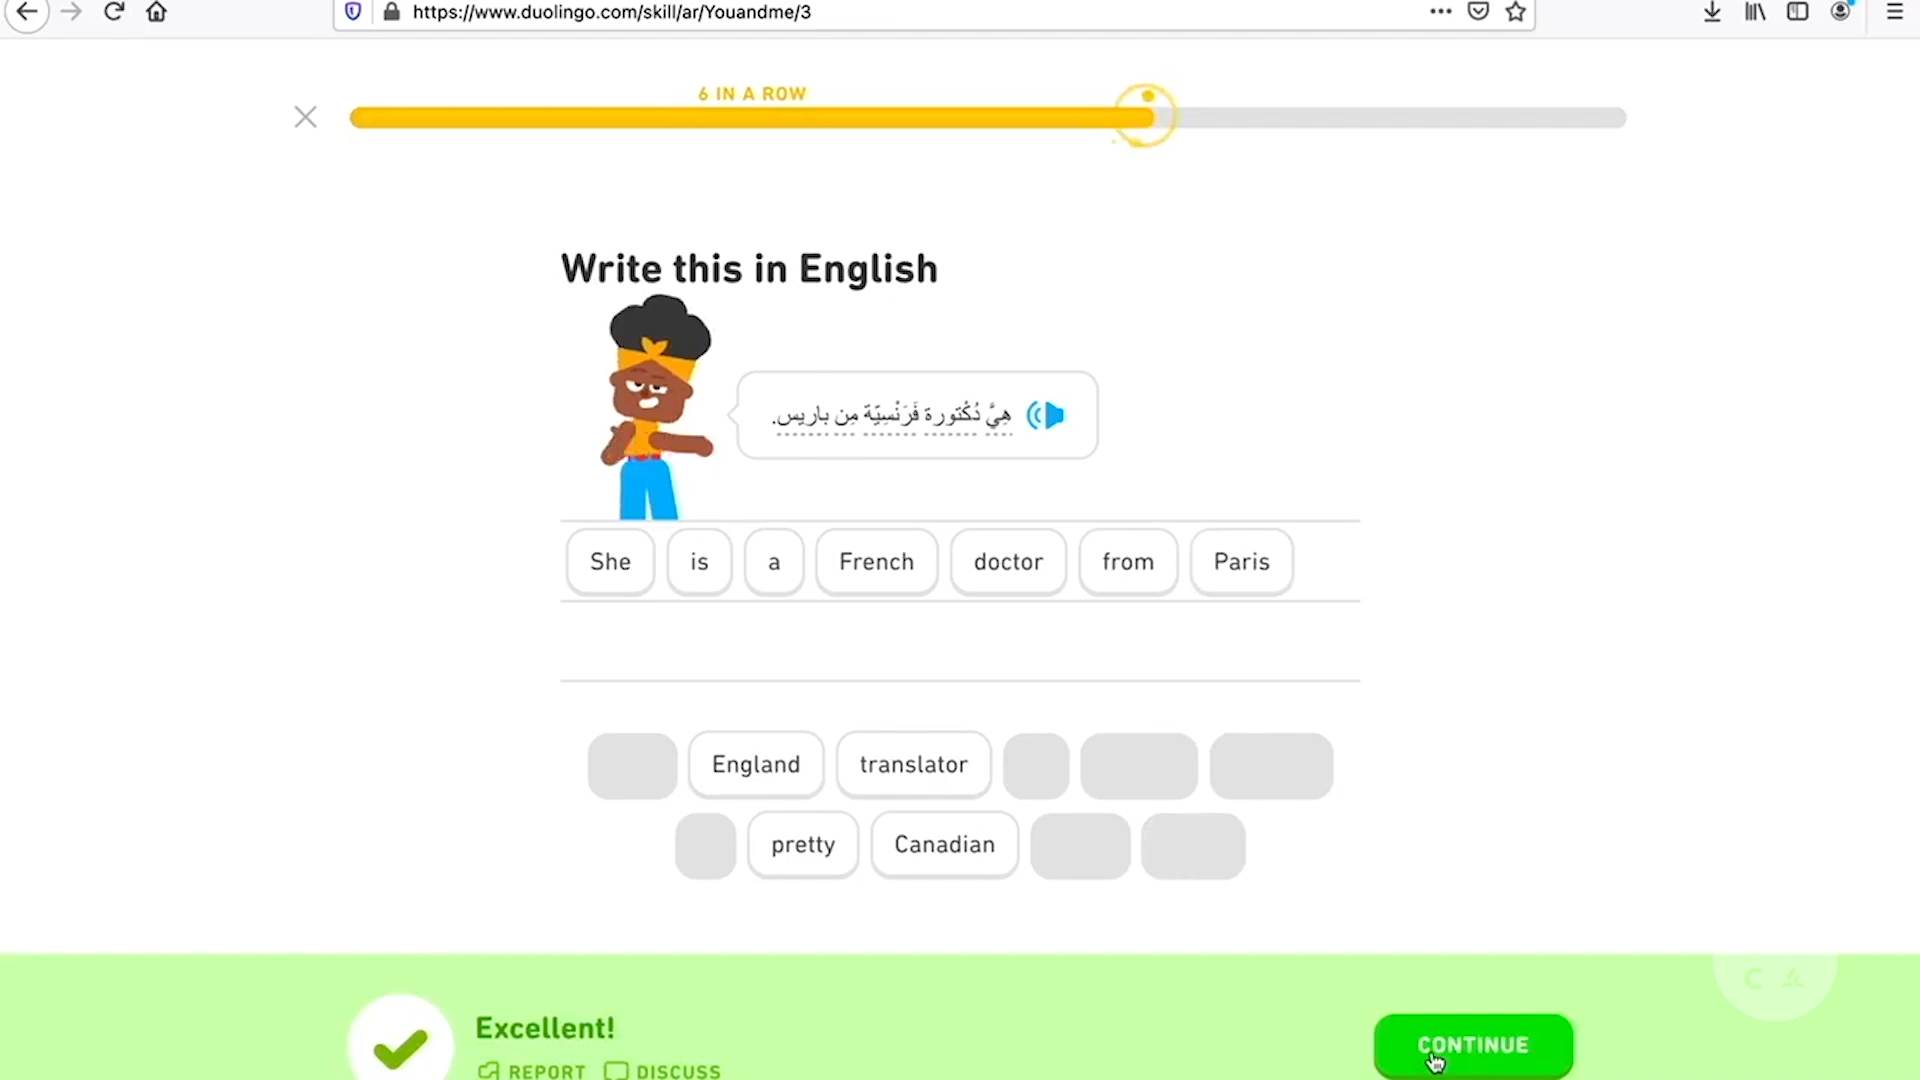 https://www.duolingo.com/skill/ar/Youandme/3
6 IN A ROW
Write this in English
هِيَّ دُكْتورة فَرَنْسِيّة مِن باريس.
She is a French doctor from Paris
England translator
pretty Canadian
Excellent!
CONTINUE
REPORT DISCUSS